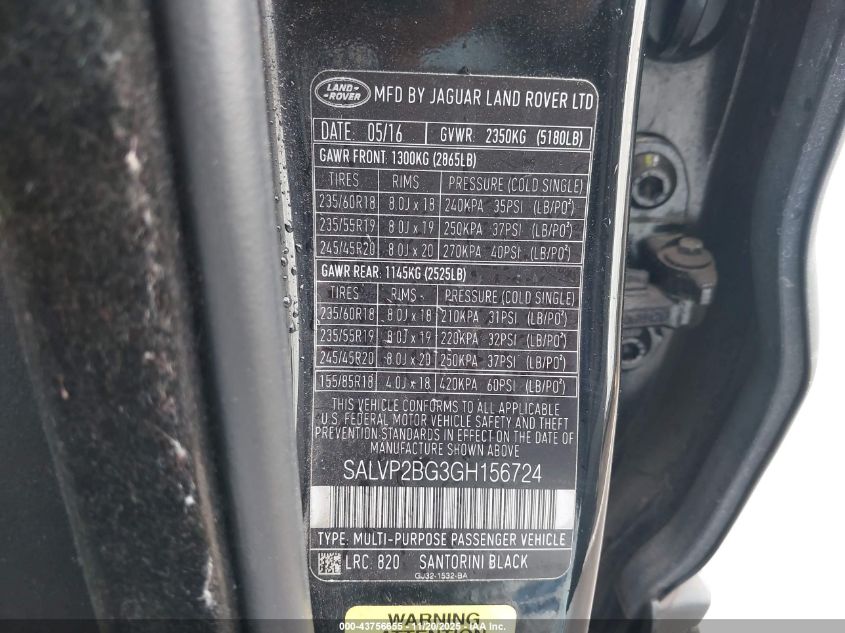 LAND ROVER MFD BY JAGUAR LAND ROVER LTD
DATE: 05/16 GVWR: 2350KG (5180LB)
GAWR FRONT: 1300KG (2865LB)
TIRES RIMS PRESSURE (COLD SINGLE)
235/60R18 8.0J x 18 240KPA 35PSI (LB/PO²)
235/55R19 8.0J x 19 250KPA 37PSI (LB/PO²)
245/45R20 8.0J x 20 270KPA 40PSI (LB/PO²)
GAWR REAR: 1145KG (2525LB)
TIRES RIMS PRESSURE (COLD SINGLE)
235/60R18 8.0J x 18 210KPA 31PSI (LB/PO²)
235/55R19 8.0J x 19 220KPA 32PSI (LB/PO²)
245/45R20 8.0J x 20 250KPA 37PSI (LB/PO²)
155/85R18 4.0J x 18 420KPA 60PSI (LB/PO²)
THIS VEHICLE CONFORMS TO ALL APPLICABLE
U.S. FEDERAL MOTOR VEHICLE SAFETY AND THEFT
PREVENTION STANDARDS IN EFFECT ON THE DATE OF
MANUFACTURE SHOWN ABOVE
SALVP2BG3GH156724
TYPE: MULTI-PURPOSE PASSENGER VEHICLE
LRC: 820 SANTORINI BLACK
GJ32-1532-BA
WARNING
ATTENTION
000-43756655 - 11/20/2025 - IAA Inc.